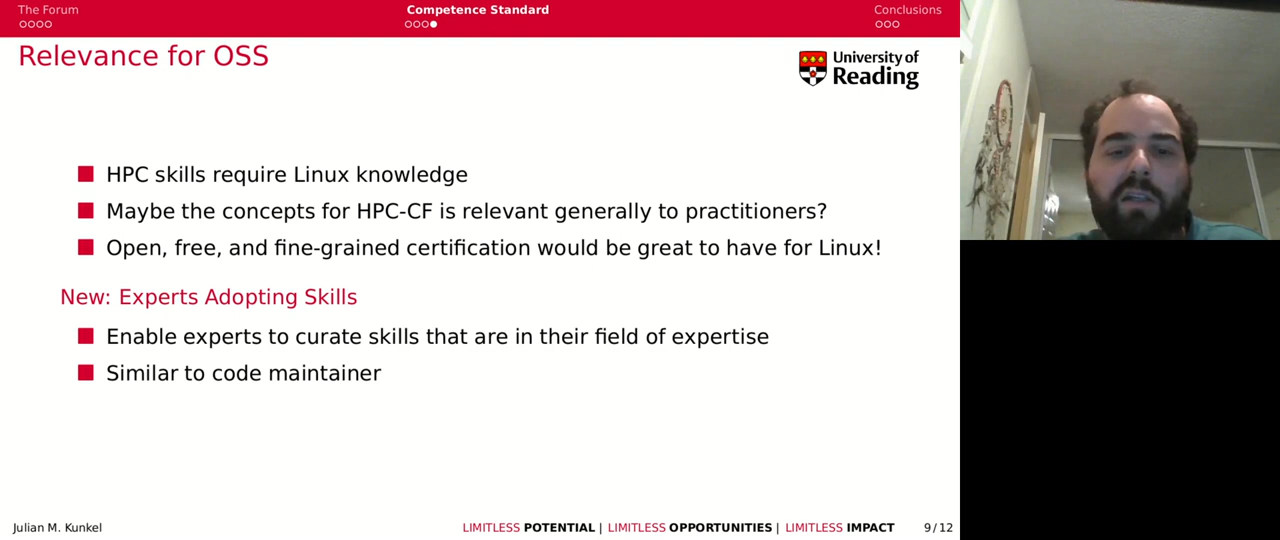 The Forum
Competence Standard
Conclusions
Relevance for OSS
University of
Reading
HPC skills require Linux knowledge
Maybe the concepts for HPC-CF is relevant generally to practitioners?
Open, free, and fine-grained certification would be great to have for Linux!
New: Experts Adopting Skills
Enable experts to curate skills that are in their field of expertise
Similar to code maintainer
Julian M. Kunkel
LIMITLESS POTENTIAL | LIMITLESS OPPORTUNITIES | LIMITLESS IMPACT
9/12